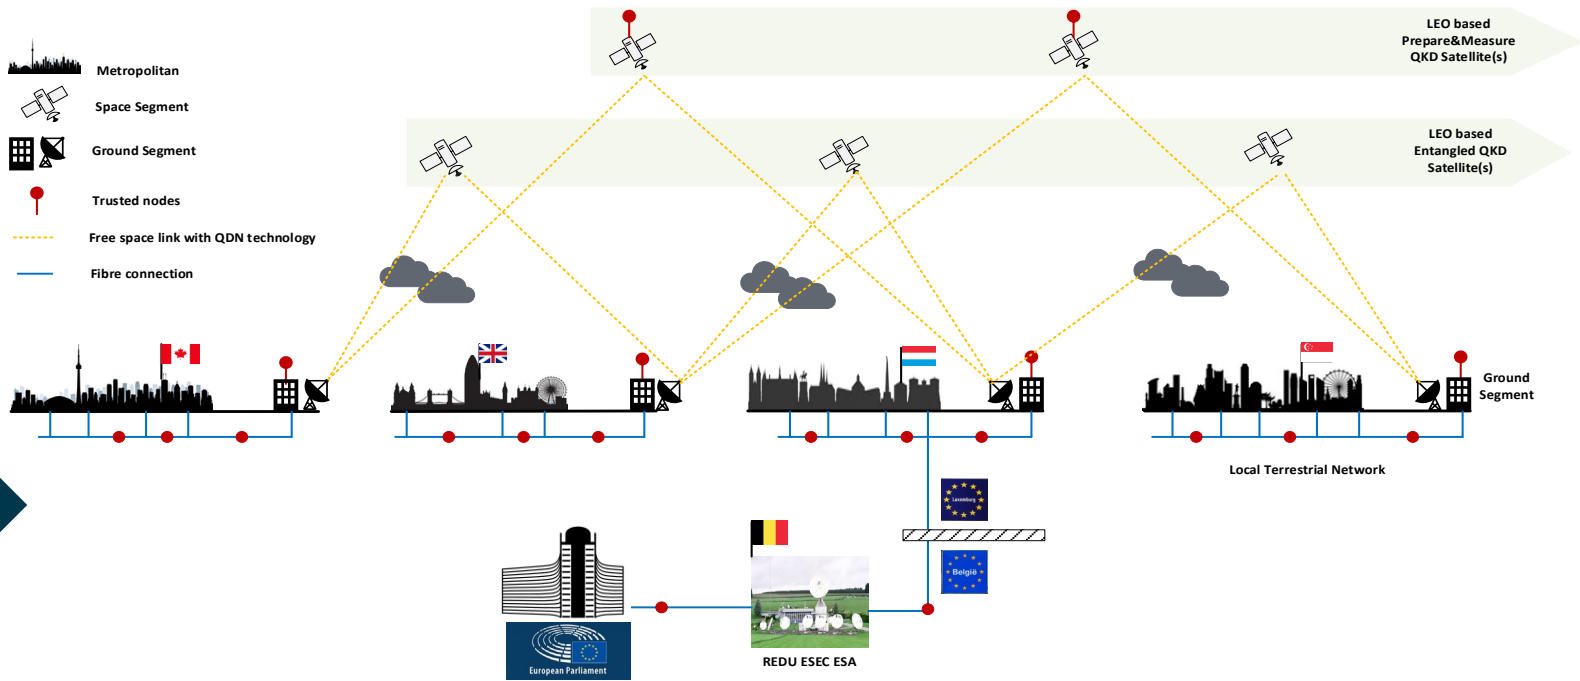 LEO based
Prepare&Measure
QKD Satellite(s)
Metropolitan
Space Segment
LEO based
Entangled QKD
Satellite(s)
Ground Segment
Trusted nodes
Free space link with QDN technology
Fibre connection
Ground
Segment
Local Terrestrial Network
Luxemburg
België
European Parliament
REDU ESEC ESA